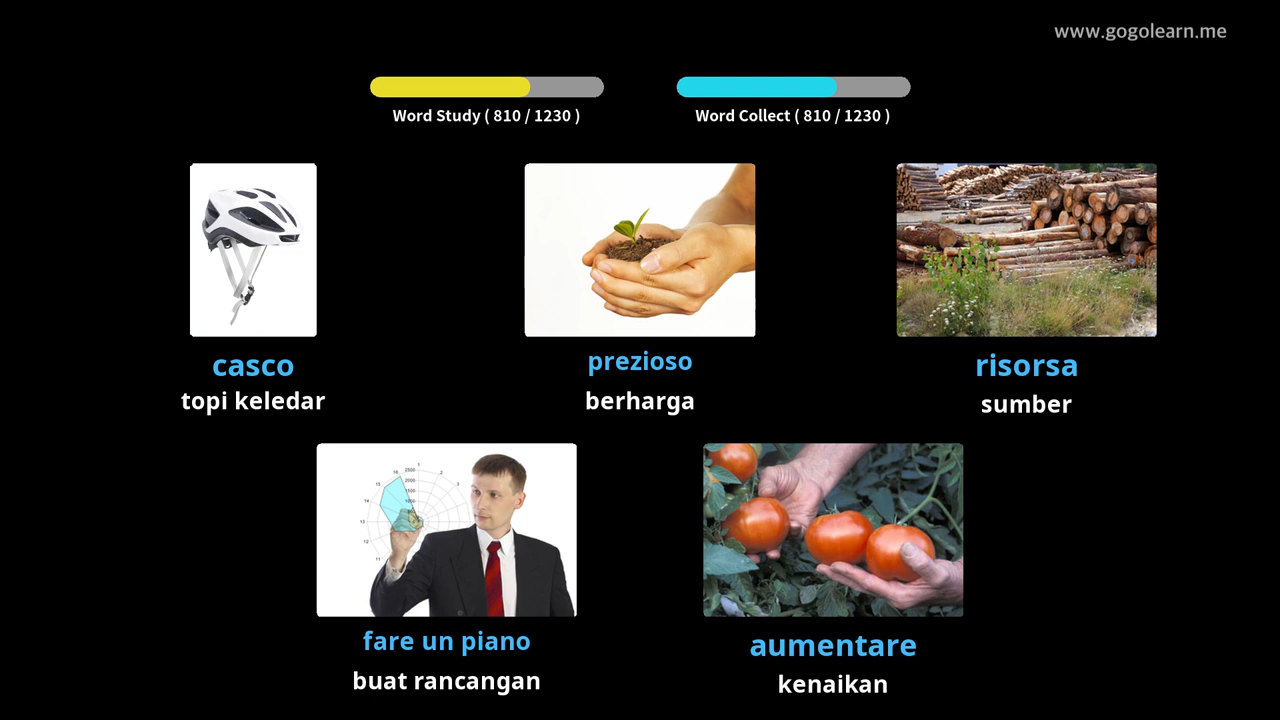 www.gogolearn.me
Word Study ( 810 / 1230 )
Word Collect ( 810 / 1230 )
casco
topi keledar
prezioso
berharga
risorsa
sumber
fare un piano
buat rancangan
aumentare
kenaikan